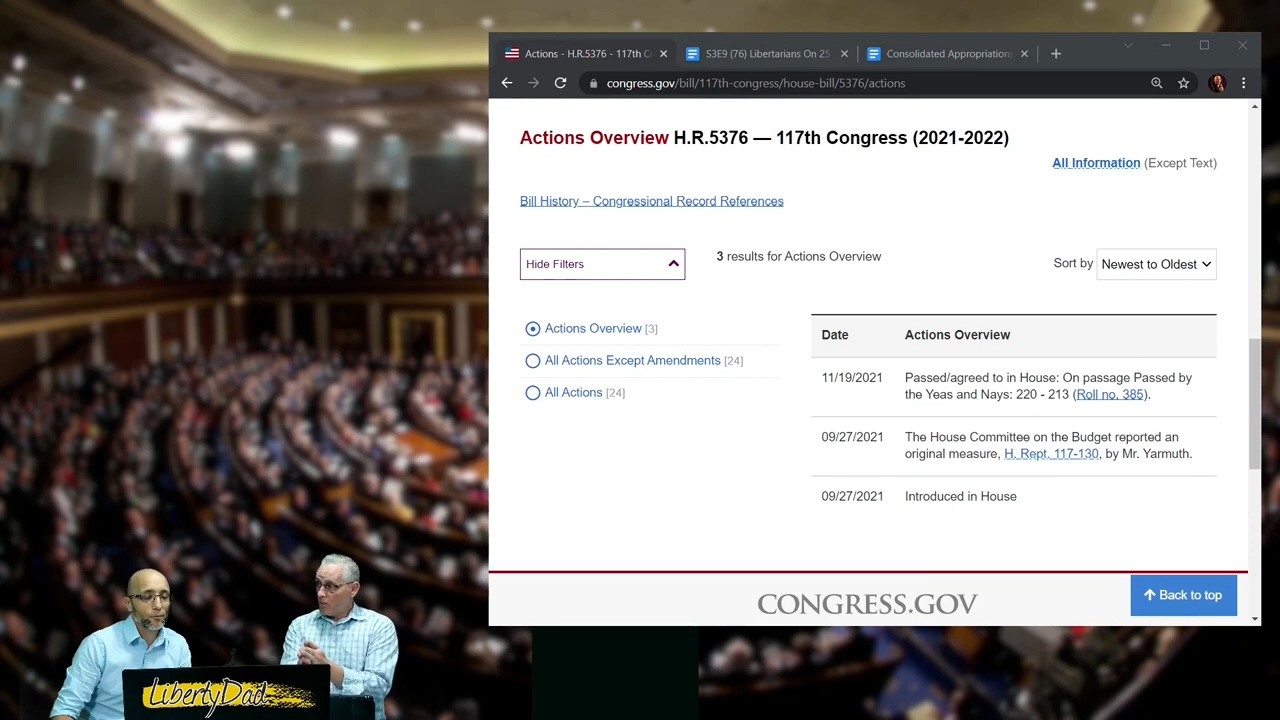 Actions - H.R.5376 - 117th C
S3E9 (76) Libertarians On 25
Consolidated Appropriation
congress.gov/bill/117th-congress/house-bill/5376/actions
Actions Overview H.R.5376 — 117th Congress (2021-2022)
All Information (Except Text)
Bill History – Congressional Record References
Hide Filters
3 results for Actions Overview
Sort by Newest to Oldest
Actions Overview [3]
All Actions Except Amendments [24]
All Actions [24]
Date Actions Overview
11/19/2021 Passed/agreed to in House: On passage Passed by
the Yeas and Nays: 220 - 213 (Roll no. 385).
09/27/2021 The House Committee on the Budget reported an
original measure, H. Rept. 117-130, by Mr. Yarmuth.
09/27/2021 Introduced in House
CONGRESS.GOV
Back to top
LibertyDad